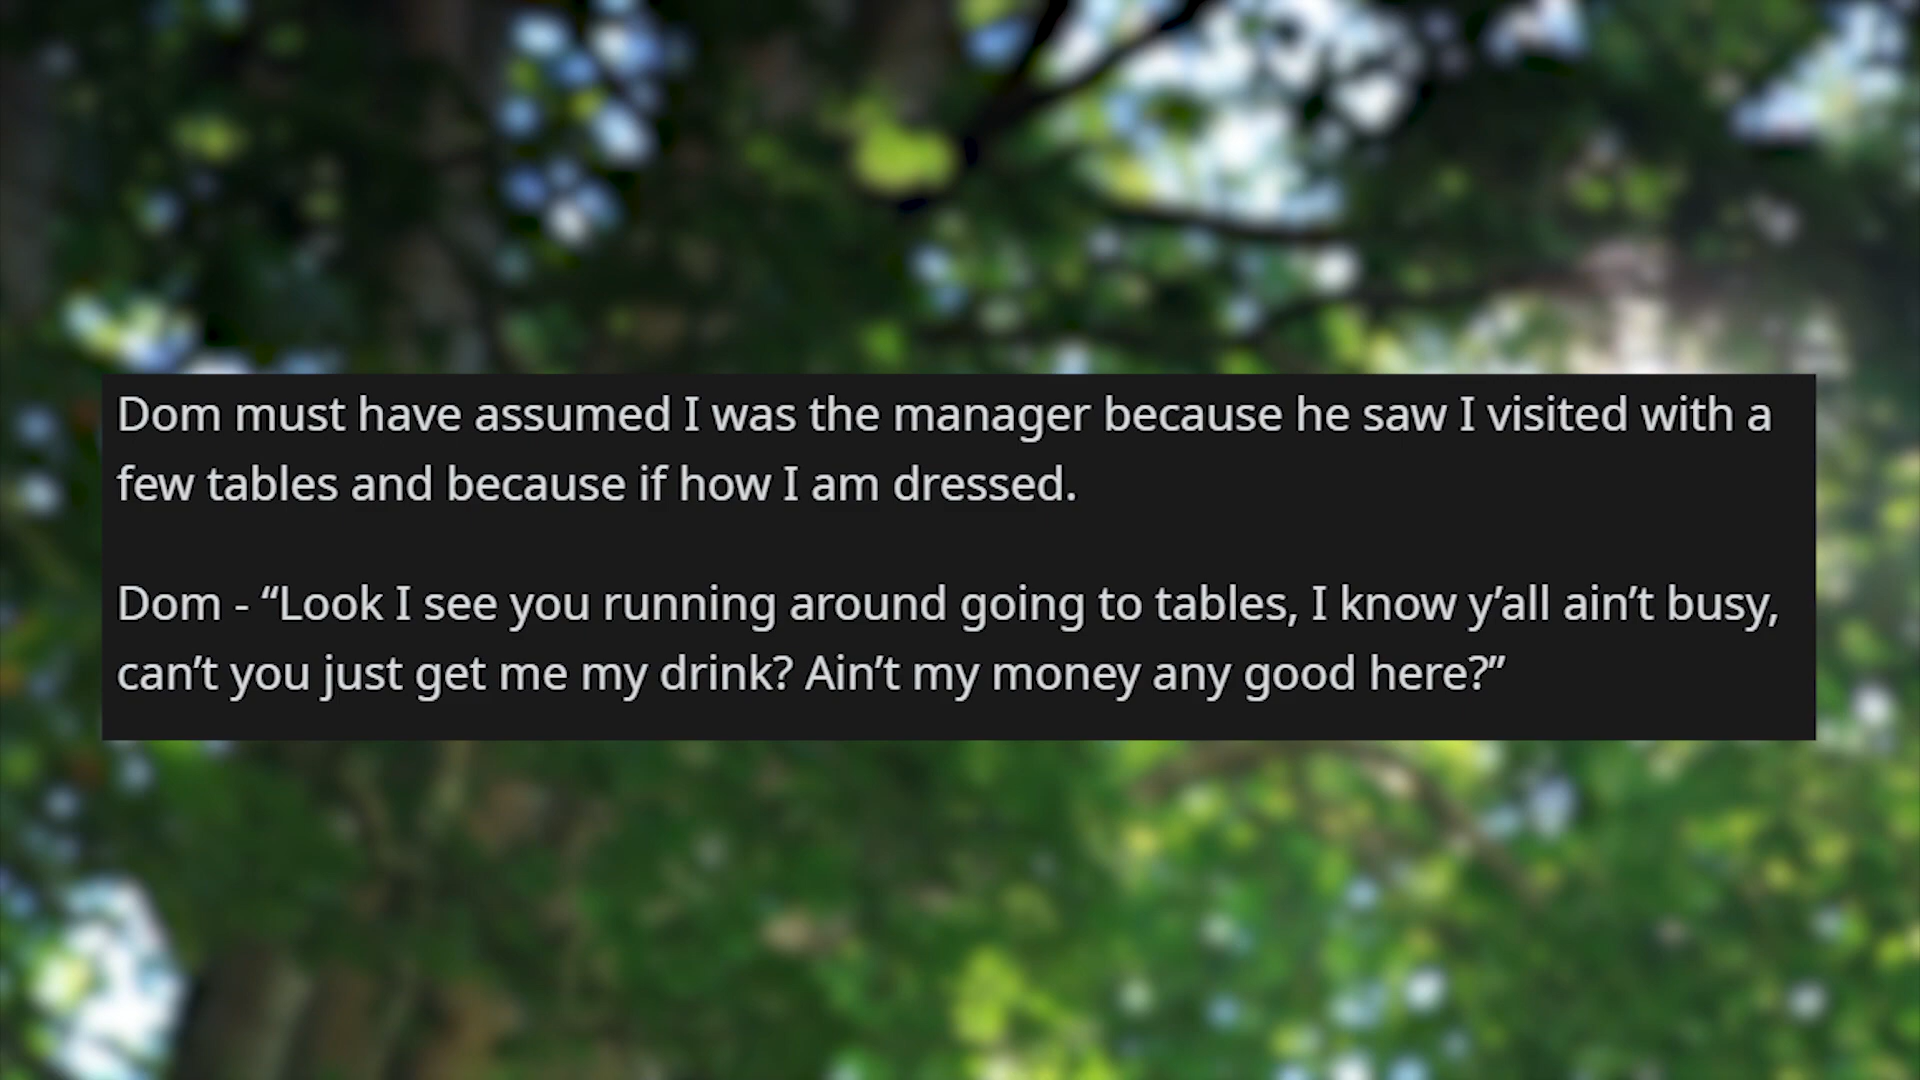 Dom must have assumed I was the manager because he saw I visited with a
few tables and because if how I am dressed.
Dom - “Look I see you running around going to tables, I know y’all ain’t busy,
can’t you just get me my drink? Ain’t my money any good here?”